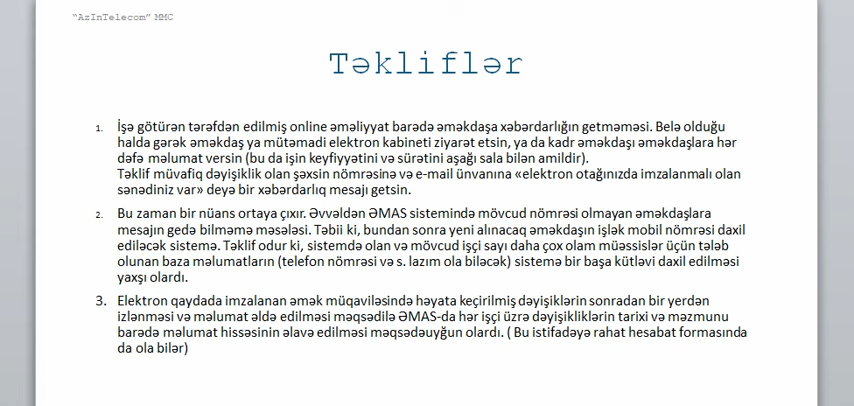 "AzInTelecom" MMC
Təkliflər
1. İşə götürən tərəfdən edilmiş online əməliyyat barədə əməkdaşa xəbərdarlığın getməməsi. Belə olduğu
halda gərək əməkdaş ya mütəmadi elektron kabineti ziyarət etsin, ya da kadr əməkdaşı əməkdaşlara hər
dəfə məlumat versin (bu da işin keyfiyyətini və sürətini aşağı sala bilən amildir).
Təklif müvafiq dəyişiklik olan şəxsin nömrəsinə və e-mail ünvanına «elektron otağınızda imzalanmalı olan
sənədiniz var» deyə bir xəbərdarlıq mesajı getsin.
2. Bu zaman bir nüans ortaya çıxır. Əvvəldən ƏMAS sistemində mövcud nömrəsi olmayan əməkdaşlara
mesajın gedə bilməmə məsələsi. Təbii ki, bundan sonra yeni alınacaq əməkdaşın işlək mobil nömrəsi daxil
ediləcək sistemə. Təklif odur ki, sistemdə olan və mövcud işçi sayı daha çox olam müəssislər üçün tələb
olunan baza məlumatların (telefon nömrəsi və s. lazım ola biləcək) sistemə bir başa kütləvi daxil edilməsi
yaxşı olardı.
3. Elektron qaydada imzalanan əmək müqaviləsində həyata keçirilmiş dəyişiklərin sonradan bir yerdən
izlənməsi və məlumat əldə edilməsi məqsədilə ƏMAS-da hər işçi üzrə dəyişikliklərin tarixi və məzmunu
barədə məlumat hissəsinin əlavə edilməsi məqsədəuyğun olardı. ( Bu istifadəyə rahat hesabat formasında
da ola bilər)